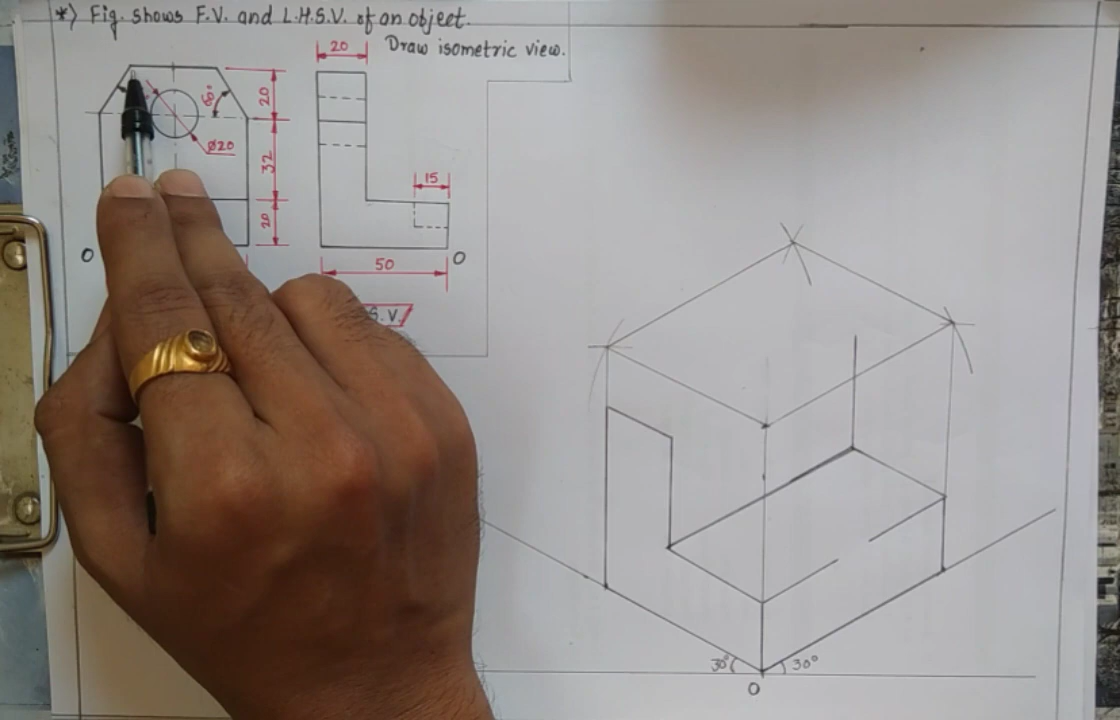 *) Fig. shows F.V. and L.H.S.V. of an object.
Draw isometric view.
20
20
60°
Ø20
32
15
20
O
O
50
S.V.
30°
30°
O